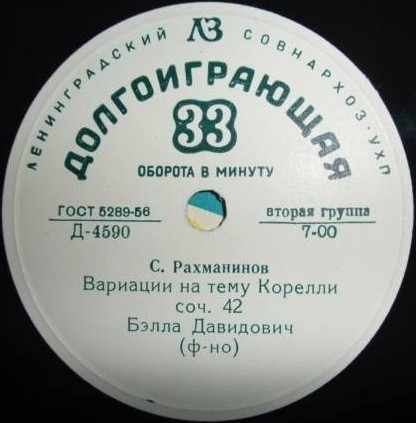 ЛЕНИНГРАДСКИЙ ЛЗ СОВНАРХОЗ·УХП
ДОЛГОИГРАЮЩАЯ
33
ОБОРОТА В МИНУТУ
ГОСТ 5289-56 вторая группа
Д-4590 7-00
С. Рахманинов
Вариации на тему Корелли
соч. 42
Бэлла Давидович
(ф-но)